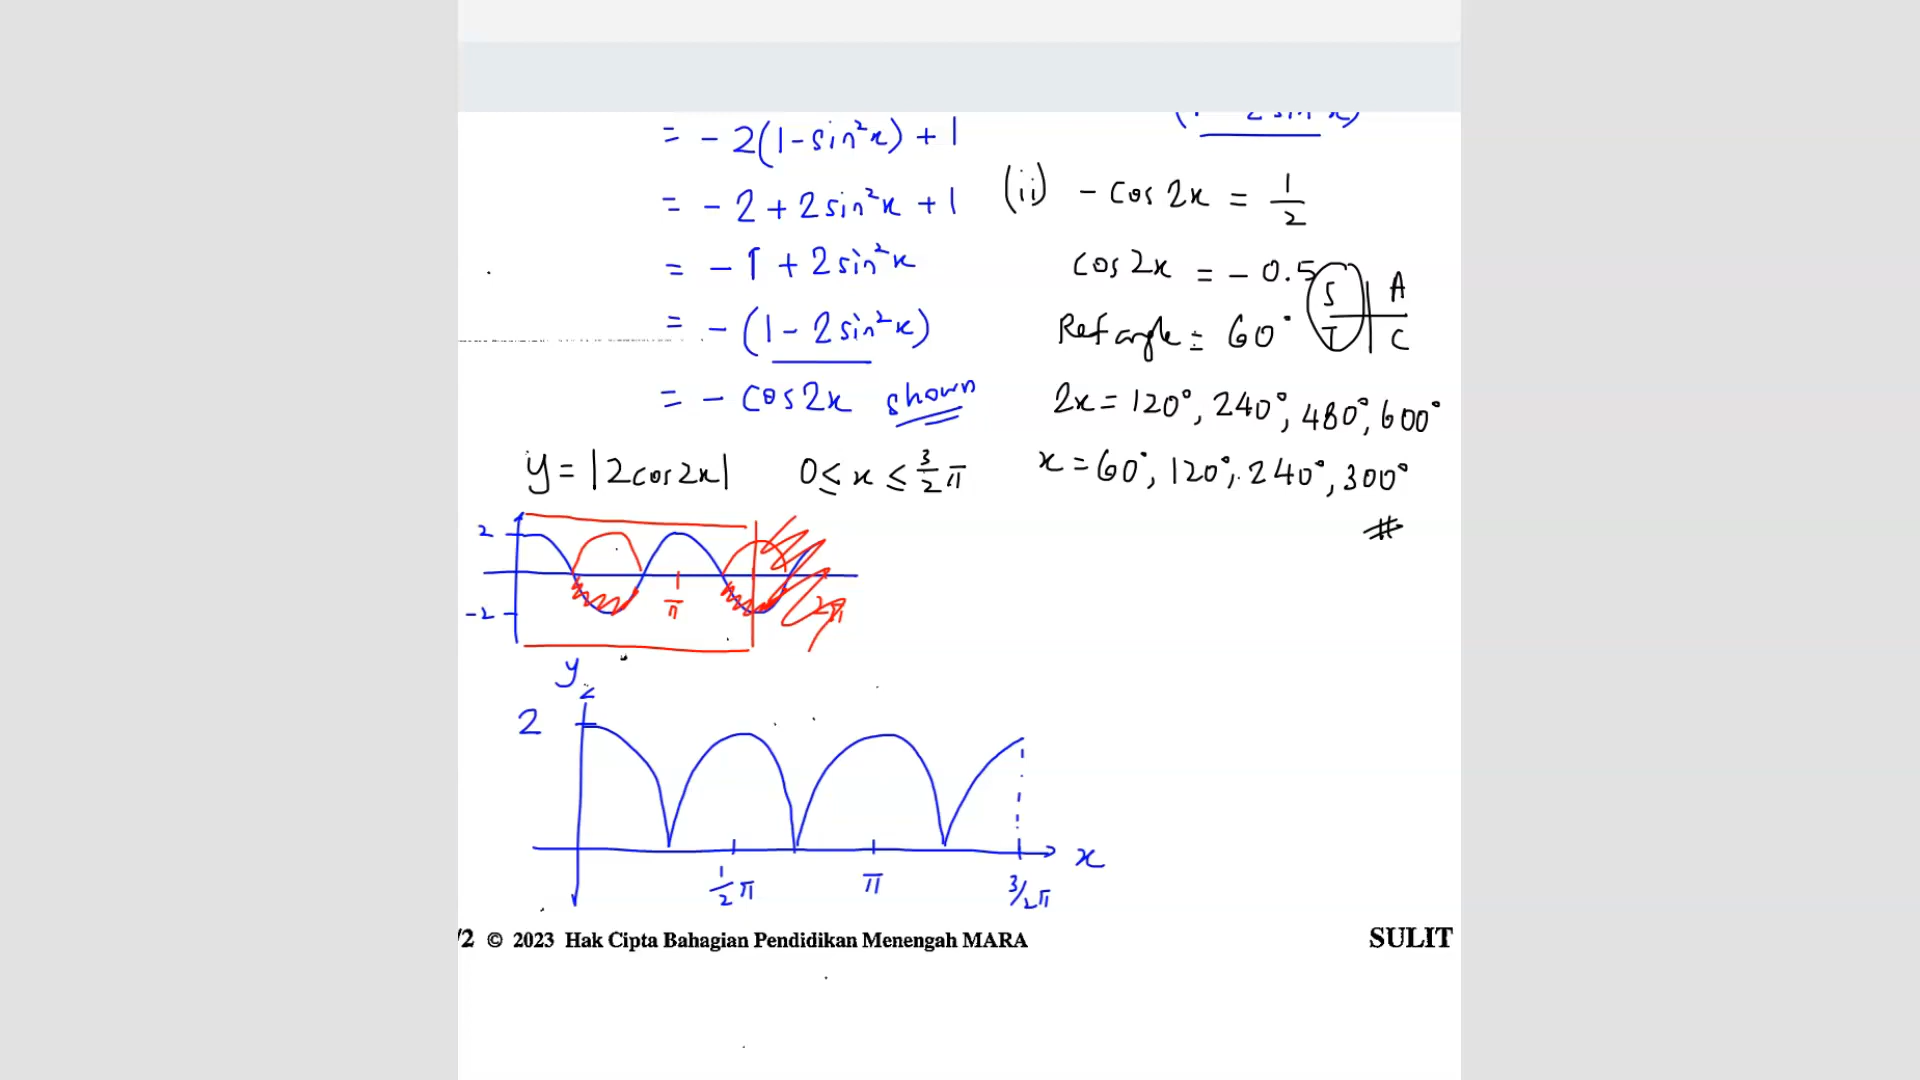 = - 2(1-sin²x) + 1
= - 2 + 2sin²x + 1
= - 1 + 2sin²x
= - (1 - 2sin²x)
= - cos2x shown
(ii) - cos 2x = 1/2
cos 2x = - 0.5
S A
T C
Ref angle = 60°
2x = 120°, 240°, 480°, 600°
x = 60°, 120°, 240°, 300°
#
y = |2cos2x| 0 ≤ x ≤ 3/2 π
2
-2
π
2π
y
2
x
1/2 π
π
3/2 π
/2 © 2023 Hak Cipta Bahagian Pendidikan Menengah MARA
SULIT